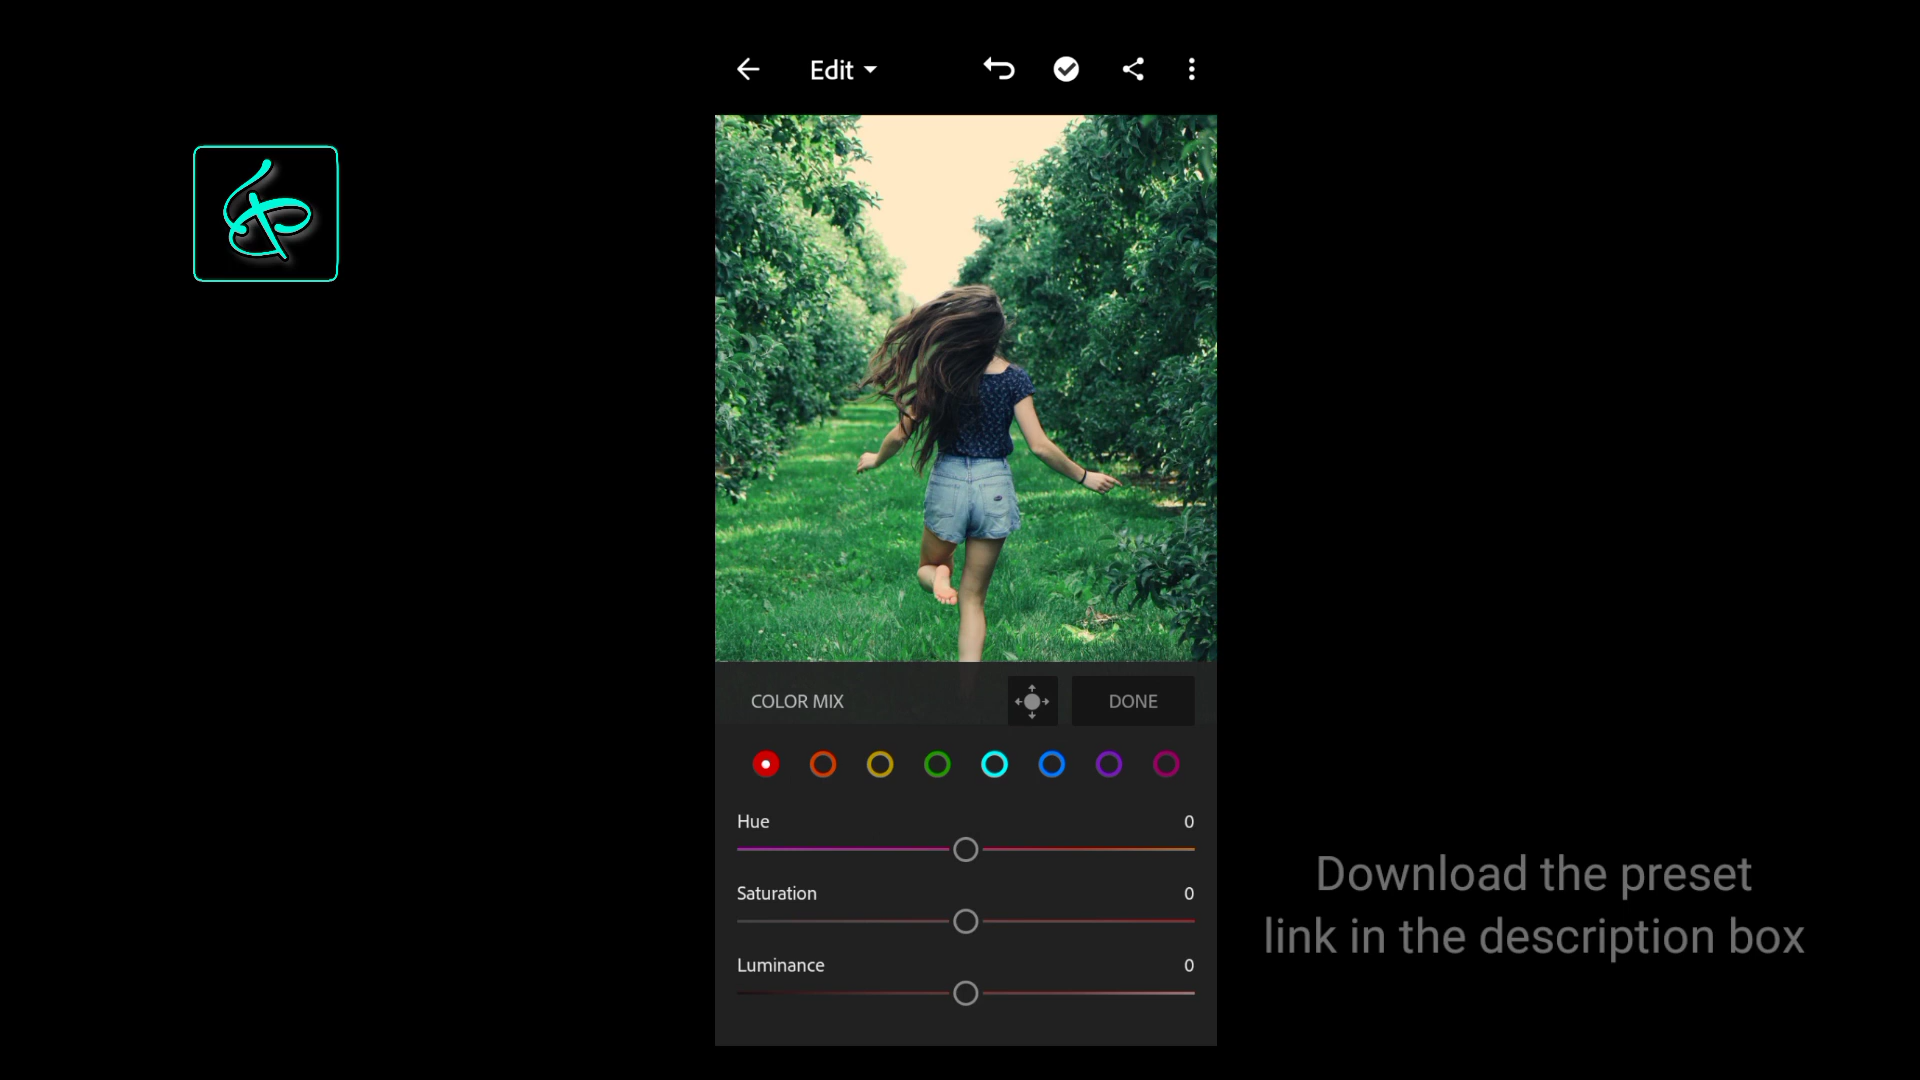 Edit
COLOR MIX
DONE
Hue 0
Saturation 0
Luminance 0
Download the preset
link in the description box